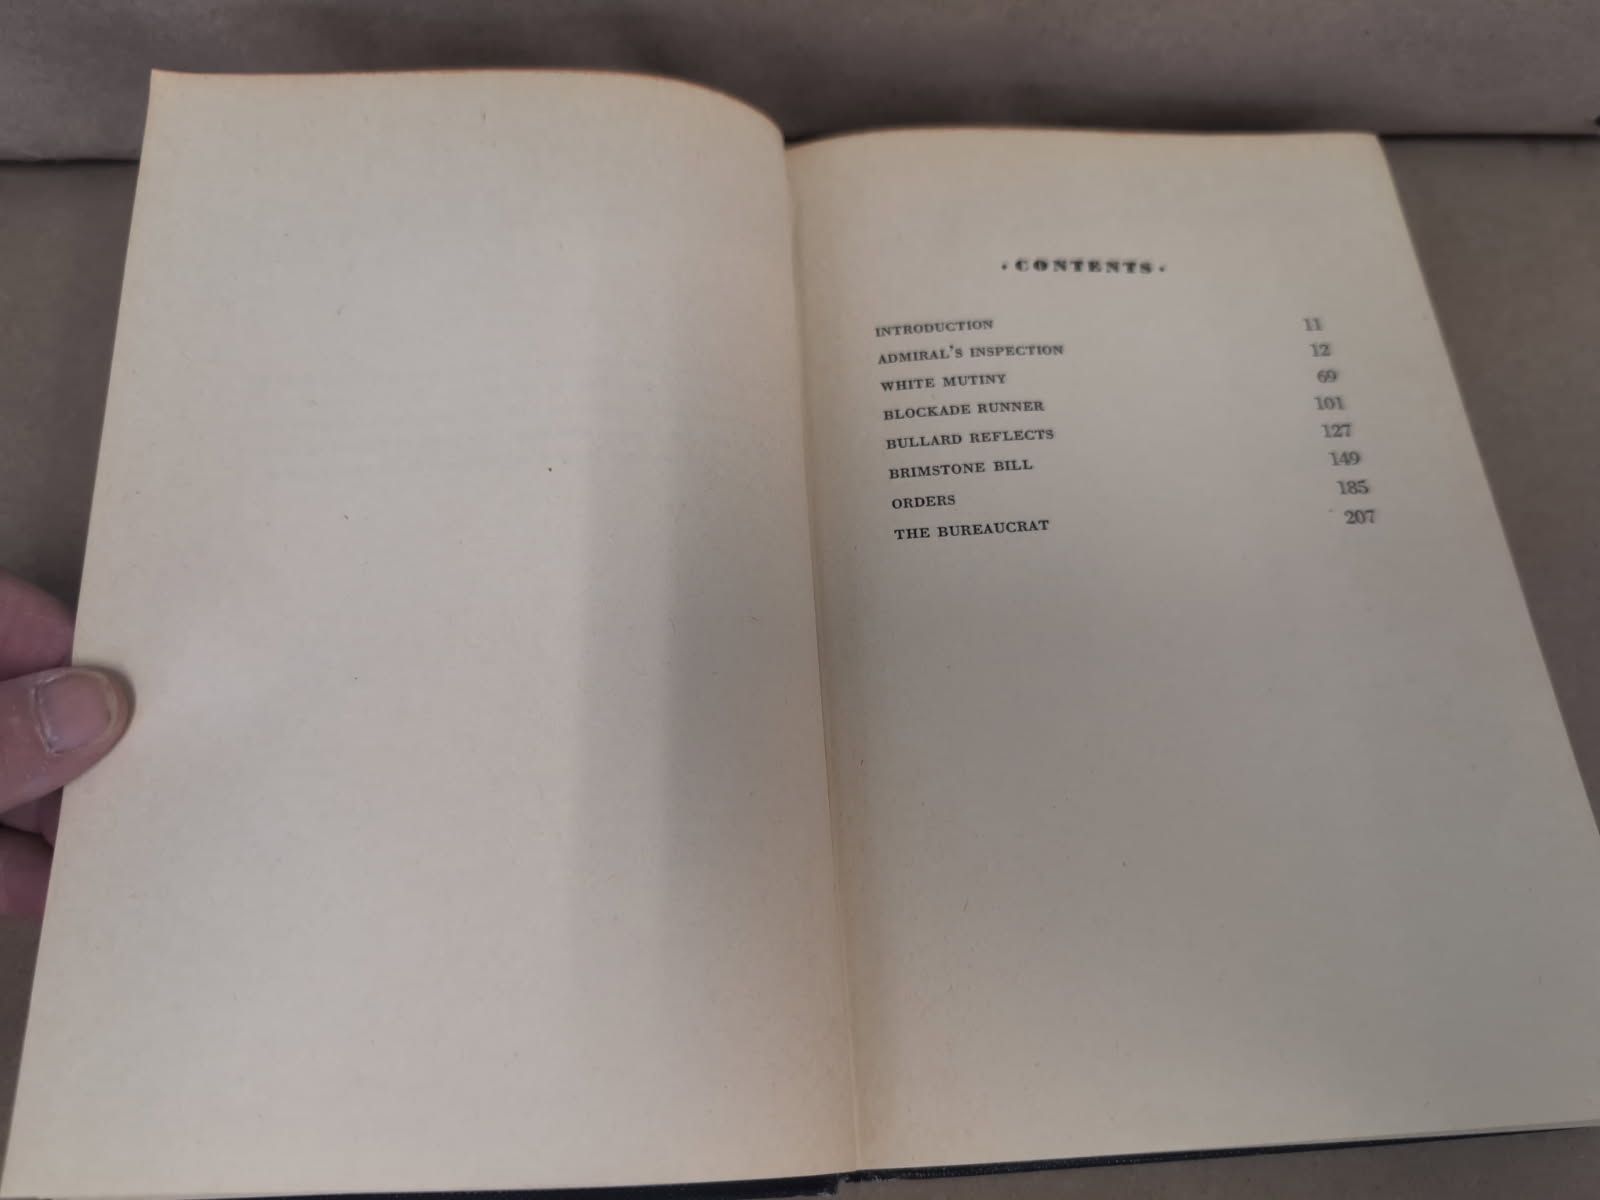 · CONTENTS ·
INTRODUCTION 11
ADMIRAL'S INSPECTION 12
WHITE MUTINY 69
BLOCKADE RUNNER 101
BULLARD REFLECTS 127
BRIMSTONE BILL 149
ORDERS 185
THE BUREAUCRAT 207